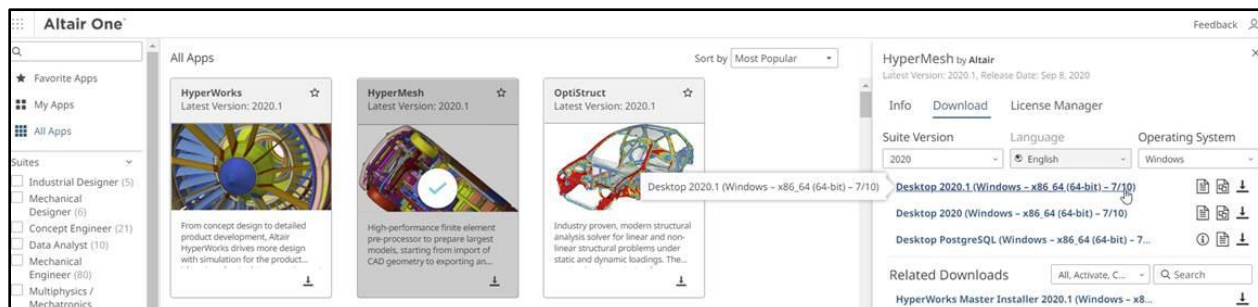 Altair One™
Feedback
Favorite Apps
My Apps
All Apps
Suites
Industrial Designer (5)
Mechanical
Designer (6)
Concept Engineer (21)
Data Analyst (10)
Mechanical
Engineer (80)
Multiphysics /
Mechatronics
All Apps
Sort by Most Popular
HyperWorks
Latest Version: 2020.1
From concept design to detailed
product development, Altair
HyperWorks drives more design
with simulation for the product...
HyperMesh
Latest Version: 2020.1
High-performance finite element
pre-processor to prepare largest
models, starting from import of
CAD geometry to exporting an...
OptiStruct
Latest Version: 2020.1
Industry proven, modern structural
analysis solver for linear and non-
linear structural problems under
static and dynamic loadings. The...
Desktop 2020.1 (Windows – x86_64 (64-bit) – 7/10)
HyperMesh by Altair
Latest Version: 2020.1, Release Date: Sep 8, 2020
Info Download License Manager
Suite Version Language Operating System
2020 English Windows
Desktop 2020.1 (Windows – x86_64 (64-bit) – 7/10)
Desktop 2020 (Windows – x86_64 (64-bit) – 7/10)
Desktop PostgreSQL (Windows – x86_64 (64-bit) – 7...
Related Downloads All, Activate, C... Search
HyperWorks Master Installer 2020.1 (Windows – x8...